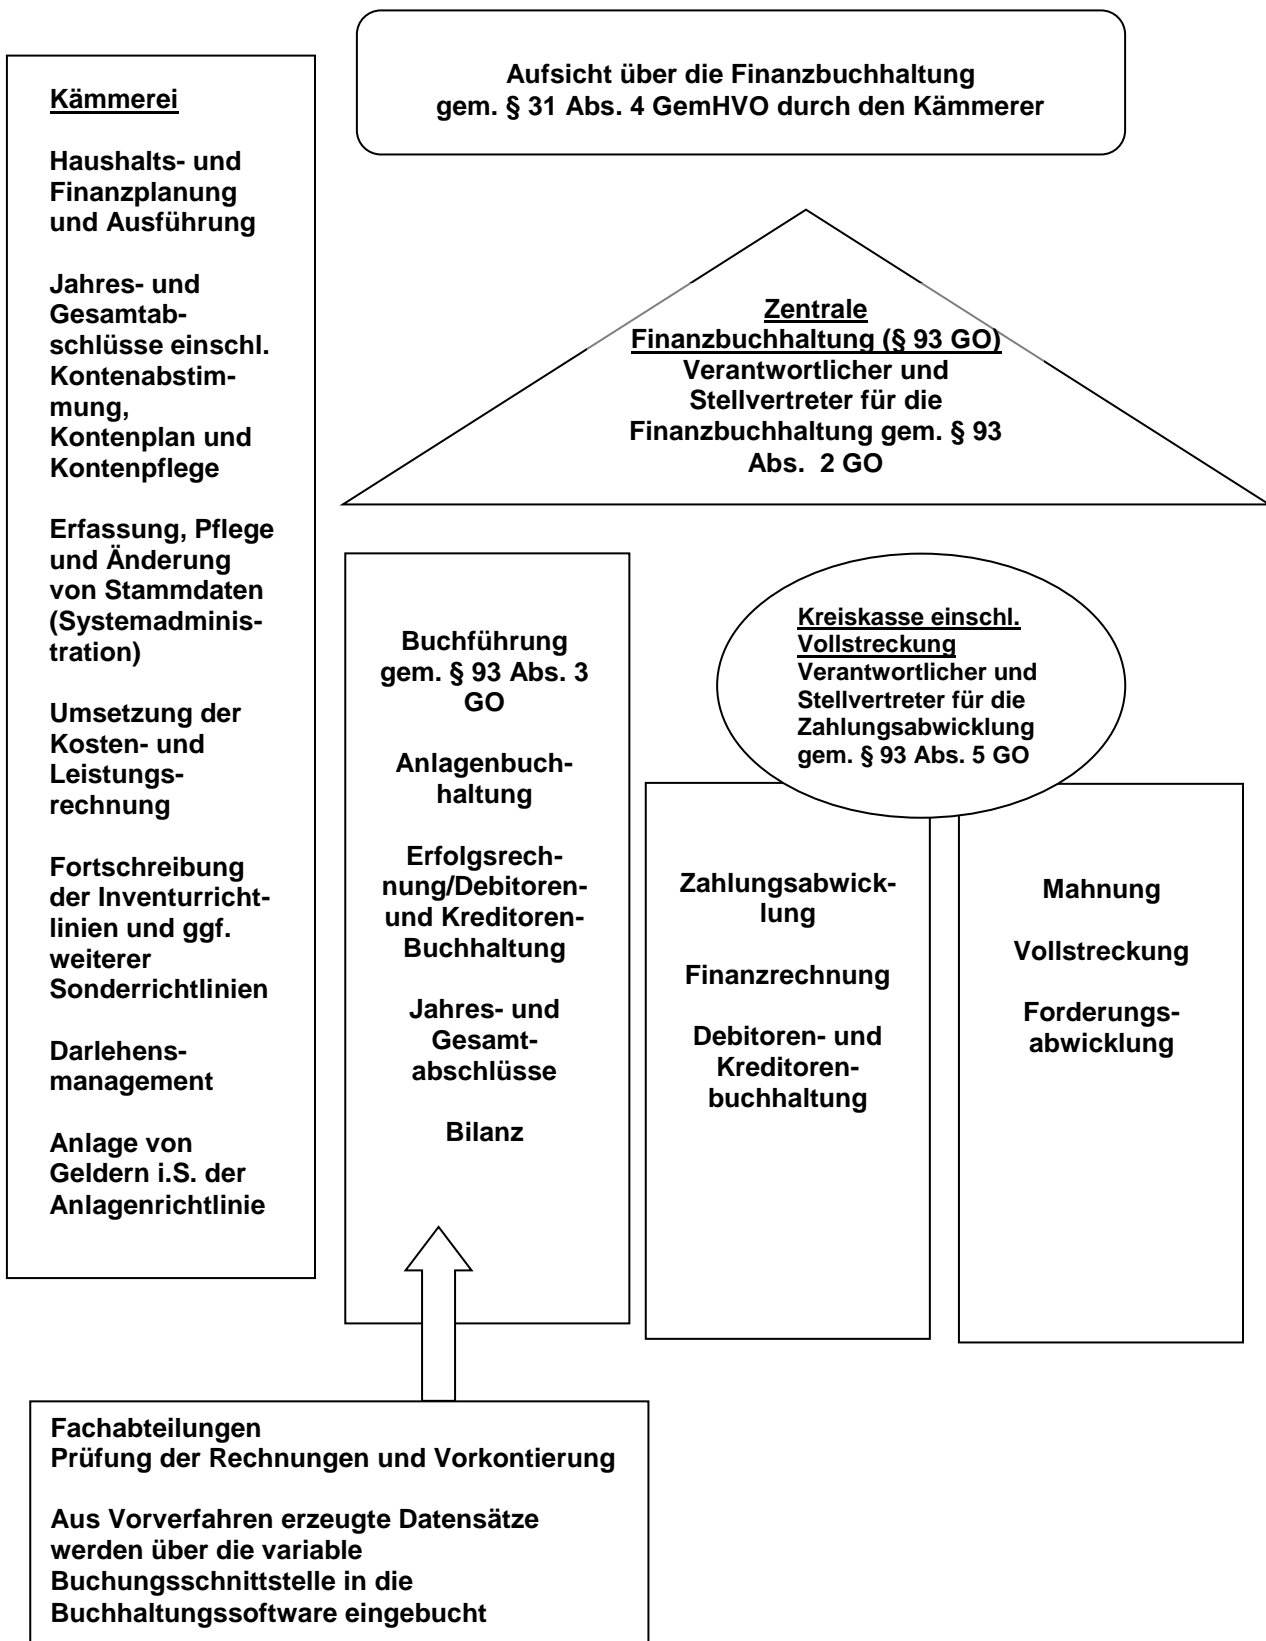 Aufsicht über die Finanzbuchhaltung
gem. § 31 Abs. 4 GemHVO durch den Kämmerer
Kämmerei
Haushalts- und
Finanzplanung
und Ausführung
Jahres- und
Gesamtab-
schlüsse einschl.
Kontenabstim-
mung,
Kontenplan und
Kontenpflege
Erfassung, Pflege
und Änderung
von Stammdaten
(Systemadminis-
tration)
Umsetzung der
Kosten- und
Leistungs-
rechnung
Fortschreibung
der Inventurricht-
linien und ggf.
weiterer
Sonderrichtlinien
Darlehens-
management
Anlage von
Geldern i.S. der
Anlagenrichtlinie
Zentrale
Finanzbuchhaltung (§ 93 GO)
Verantwortlicher und
Stellvertreter für die
Finanzbuchhaltung gem. § 93
Abs. 2 GO
Buchführung
gem. § 93 Abs. 3
GO
Anlagenbuch-
haltung
Erfolgsrech-
nung/Debitoren-
und Kreditoren-
Buchhaltung
Jahres- und
Gesamt-
abschlüsse
Bilanz
Kreiskasse einschl.
Vollstreckung
Verantwortlicher und
Stellvertreter für die
Zahlungsabwicklung
gem. § 93 Abs. 5 GO
Zahlungsabwick-
lung
Finanzrechnung
Debitoren- und
Kreditoren-
buchhaltung
Mahnung
Vollstreckung
Forderungs-
abwicklung
Fachabteilungen
Prüfung der Rechnungen und Vorkontierung
Aus Vorverfahren erzeugte Datensätze
werden über die variable
Buchungsschnittstelle in die
Buchhaltungssoftware eingebucht